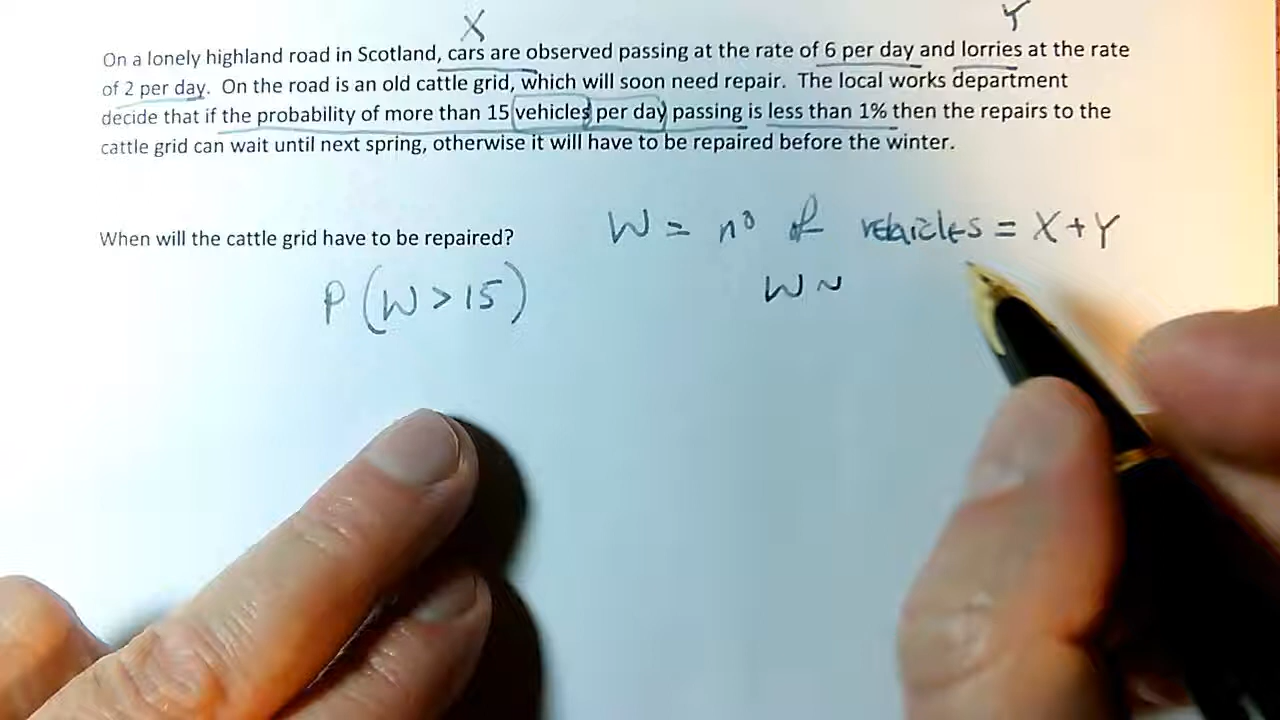 X Y
On a lonely highland road in Scotland, cars are observed passing at the rate of 6 per day and lorries at the rate
of 2 per day. On the road is an old cattle grid, which will soon need repair. The local works department
decide that if the probability of more than 15 vehicles per day passing is less than 1% then the repairs to the
cattle grid can wait until next spring, otherwise it will have to be repaired before the winter.
When will the cattle grid have to be repaired? W = nº of vehicles = X + Y
P(W > 15) W ~